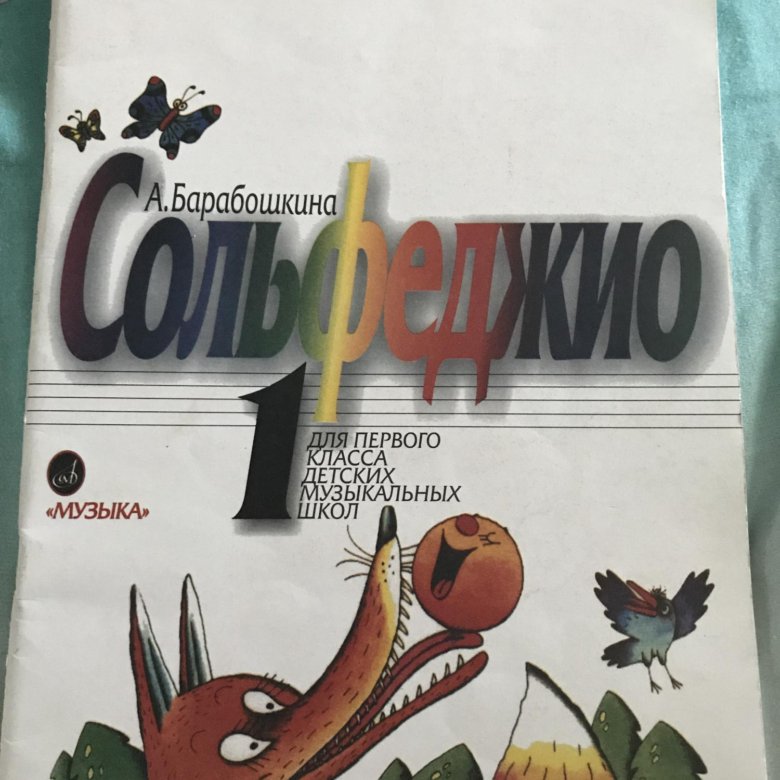 А. Барабошкина
Сольфеджио
1
ДЛЯ ПЕРВОГО
КЛАССА
ДЕТСКИХ
МУЗЫКАЛЬНЫХ
ШКОЛ
«МУЗЫКА»